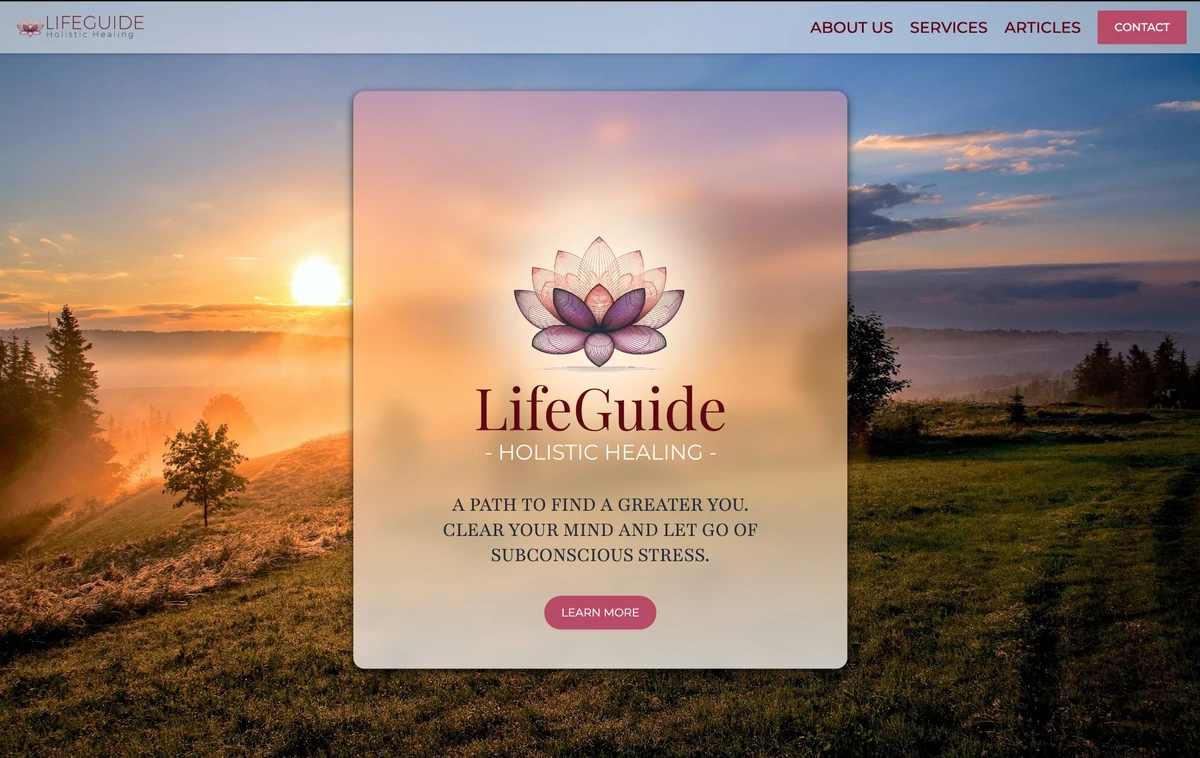 LIFEGUIDE
Holistic Healing
ABOUT US SERVICES ARTICLES CONTACT
LifeGuide
- HOLISTIC HEALING -
A PATH TO FIND A GREATER YOU.
CLEAR YOUR MIND AND LET GO OF
SUBCONSCIOUS STRESS.
LEARN MORE